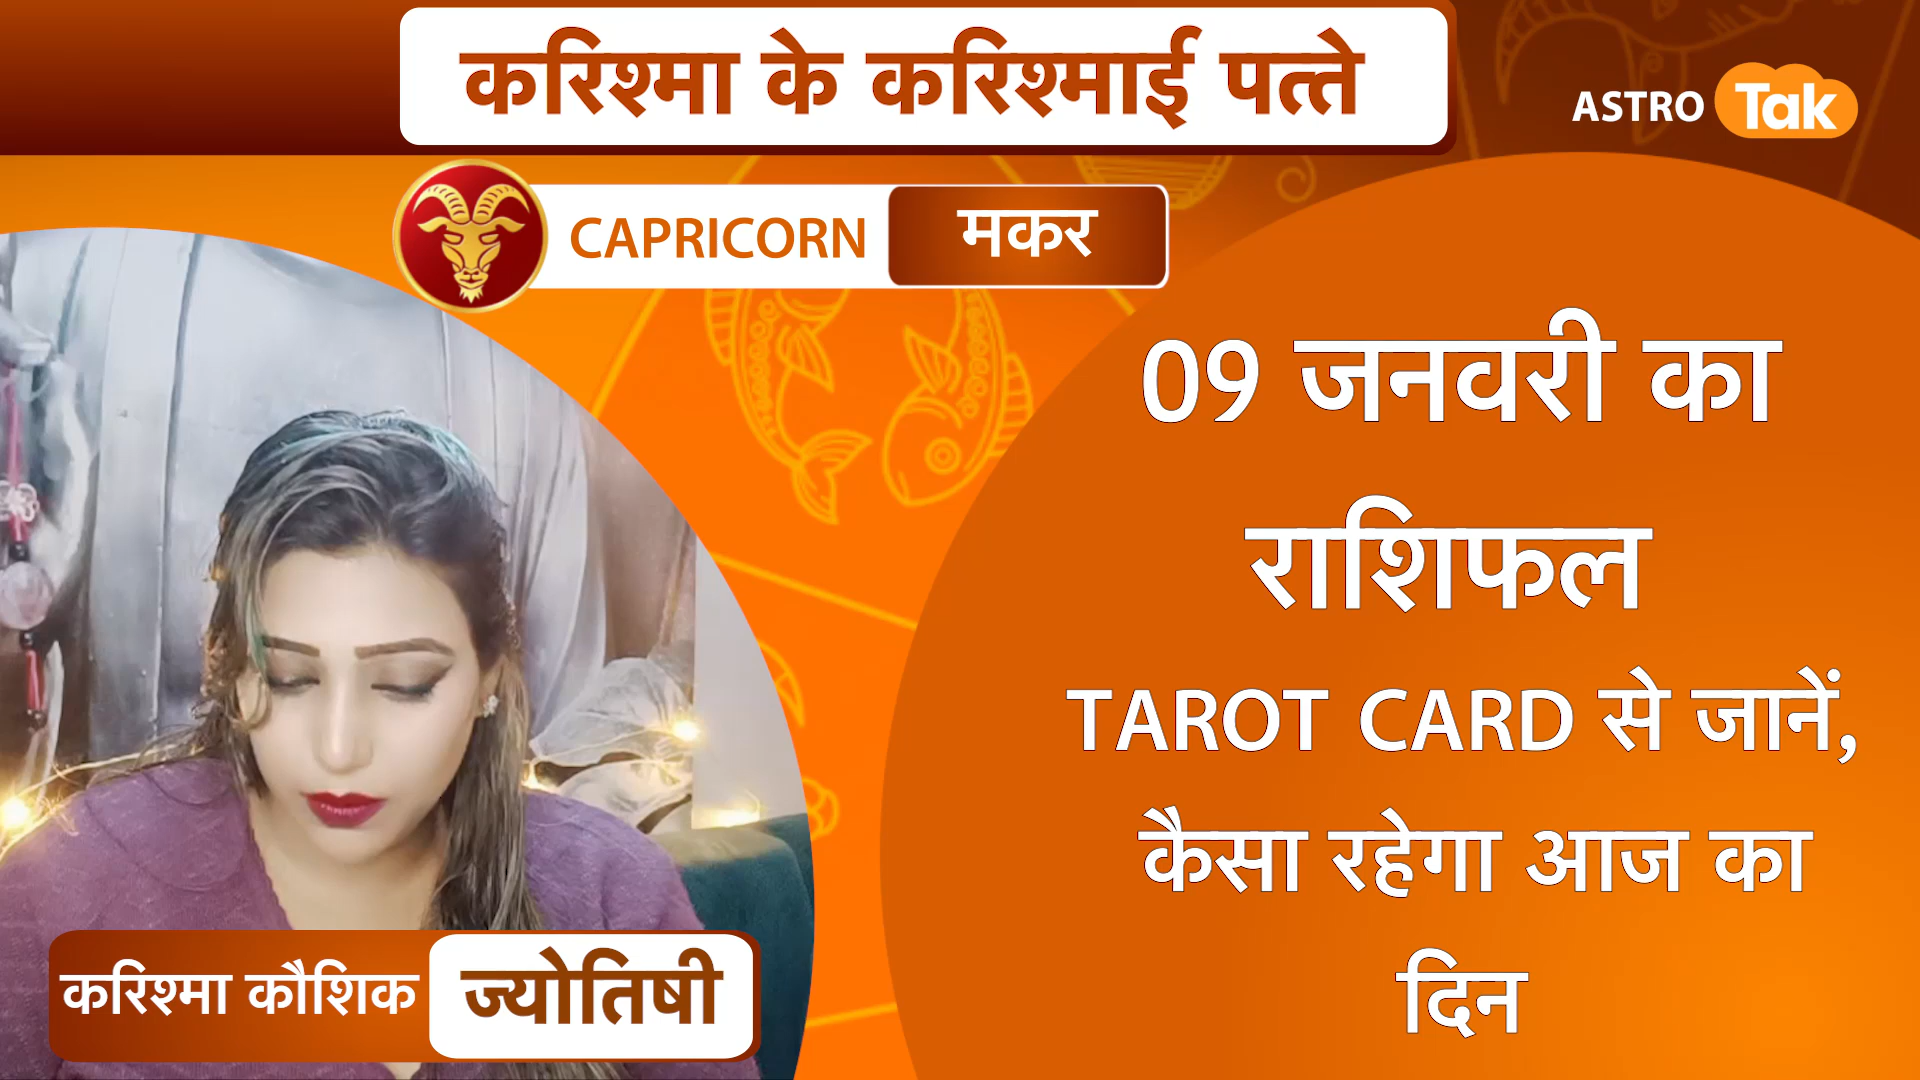 करिश्मा के करिश्माई पत्ते
ASTRO Tak
CAPRICORN मकर
09 जनवरी का
राशिफल
TAROT CARD से जानें,
कैसा रहेगा आज का
दिन
करिश्मा कौशिक ज्योतिषी